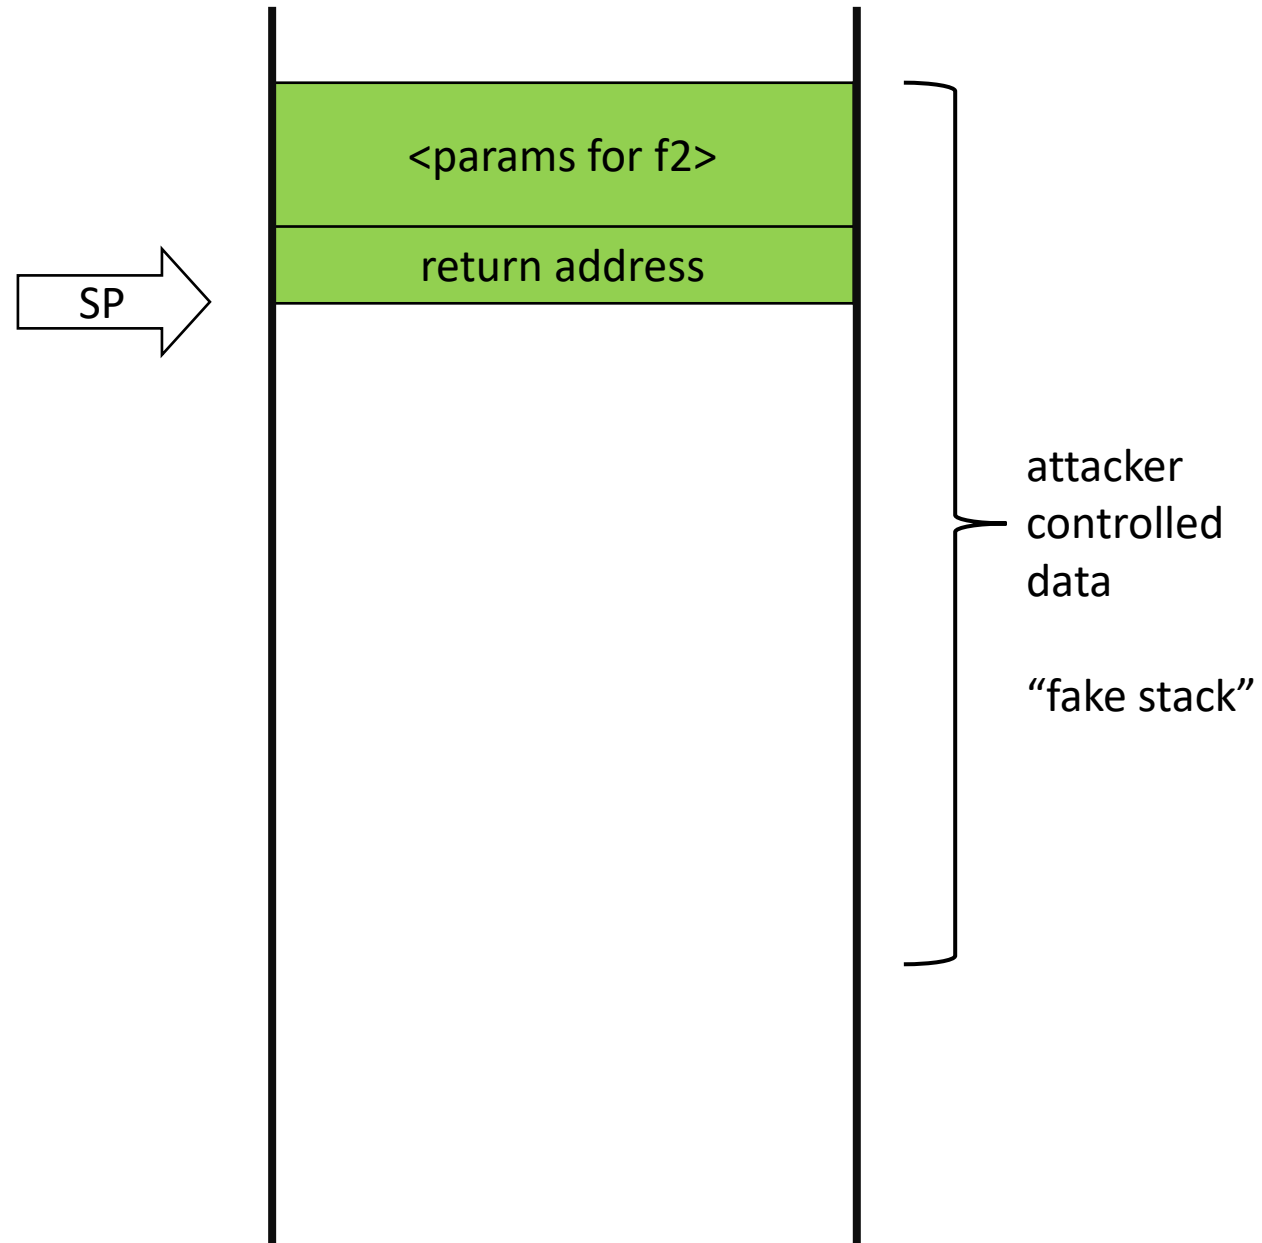 <params for f2>
return address
SP
attacker
controlled
data
“fake stack”